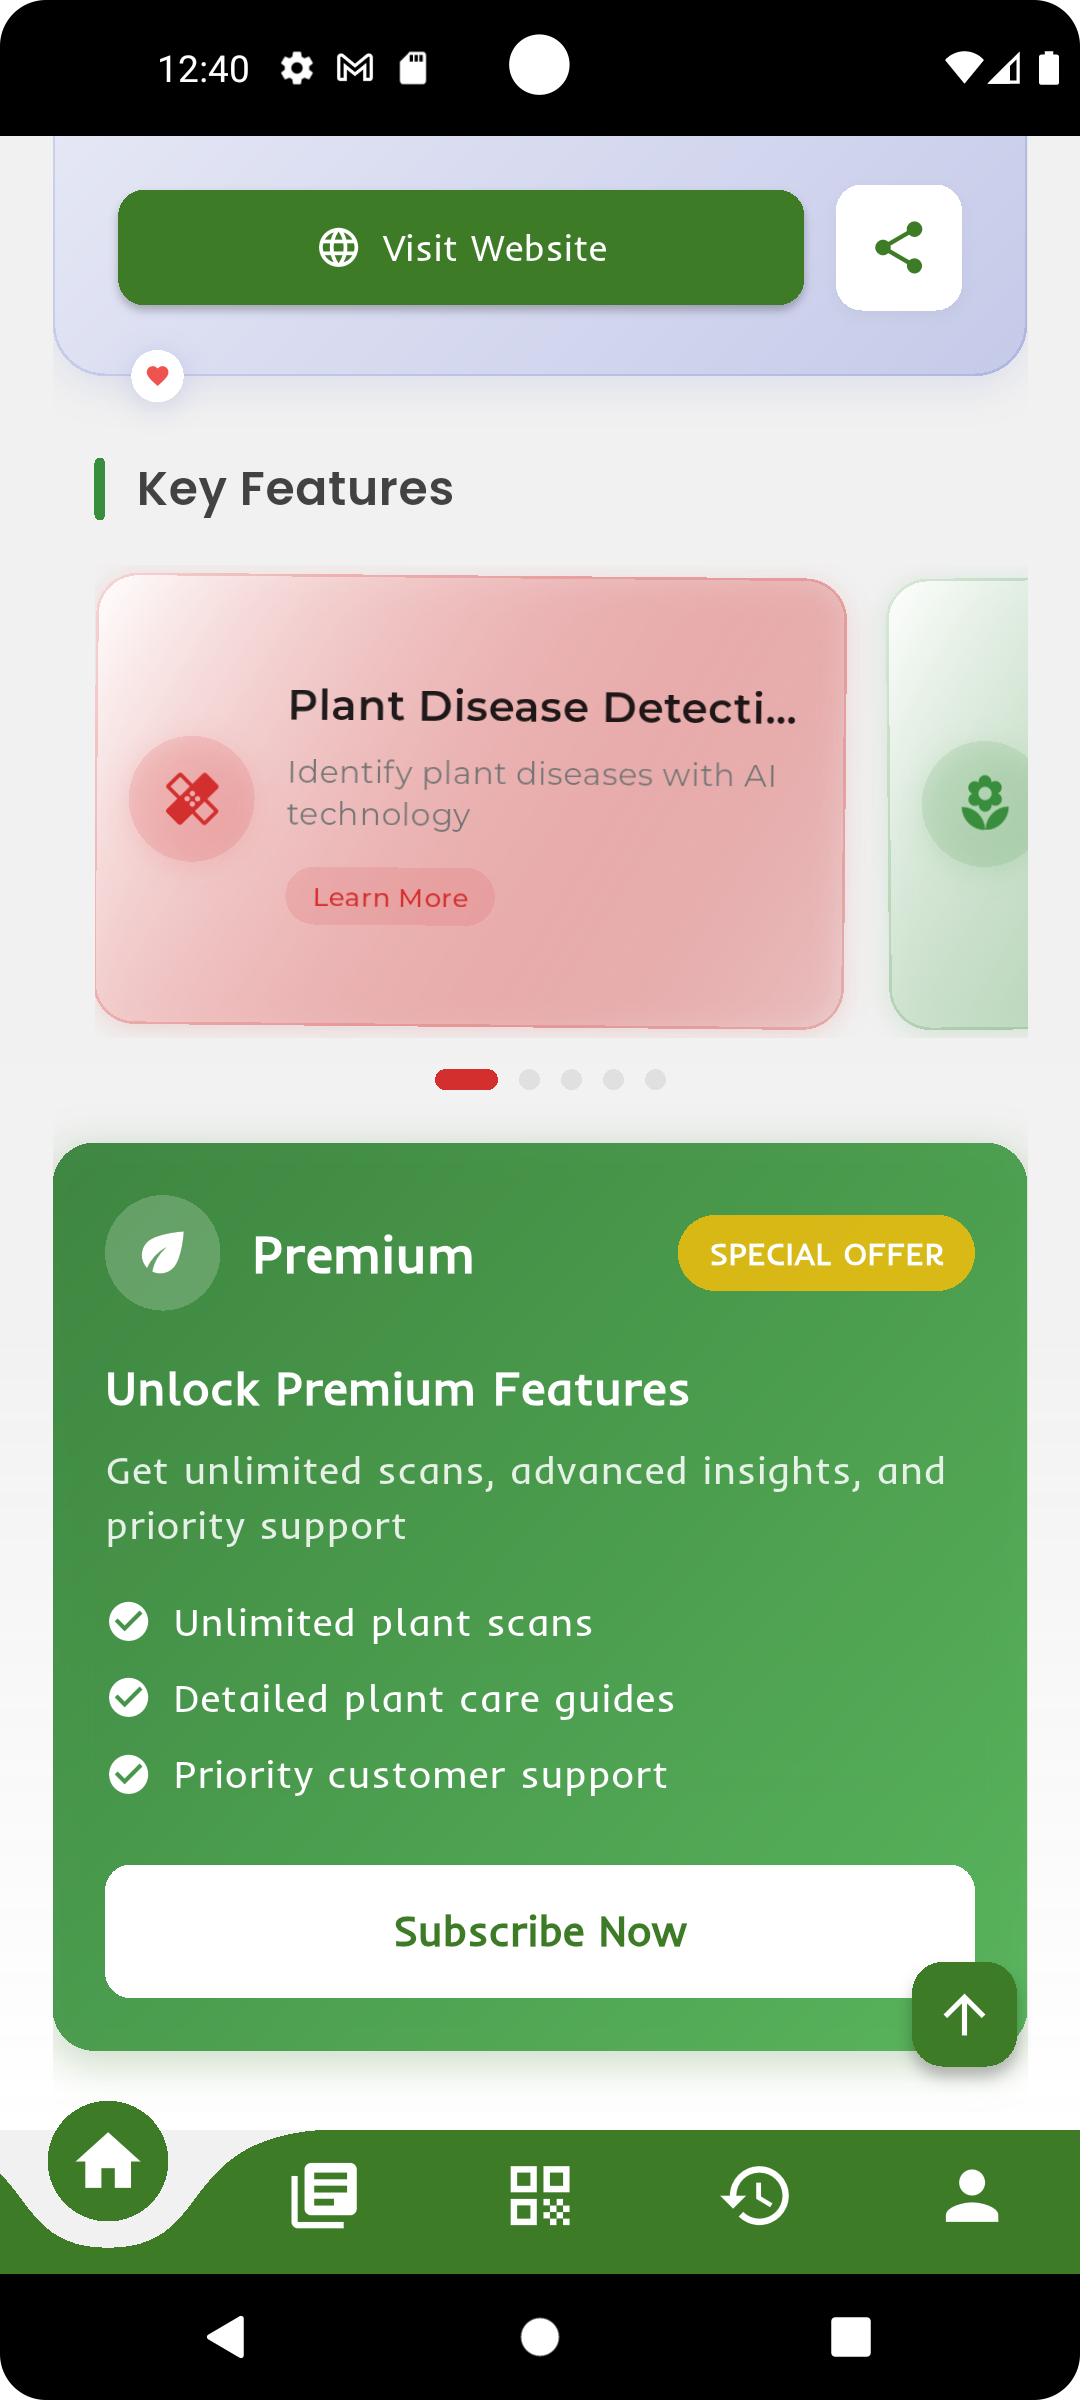 12:40
Visit Website
Key Features
Plant Disease Detecti...
Identify plant diseases with AI
technology
Learn More
Premium
SPECIAL OFFER
Unlock Premium Features
Get unlimited scans, advanced insights, and
priority support
Unlimited plant scans
Detailed plant care guides
Priority customer support
Subscribe Now